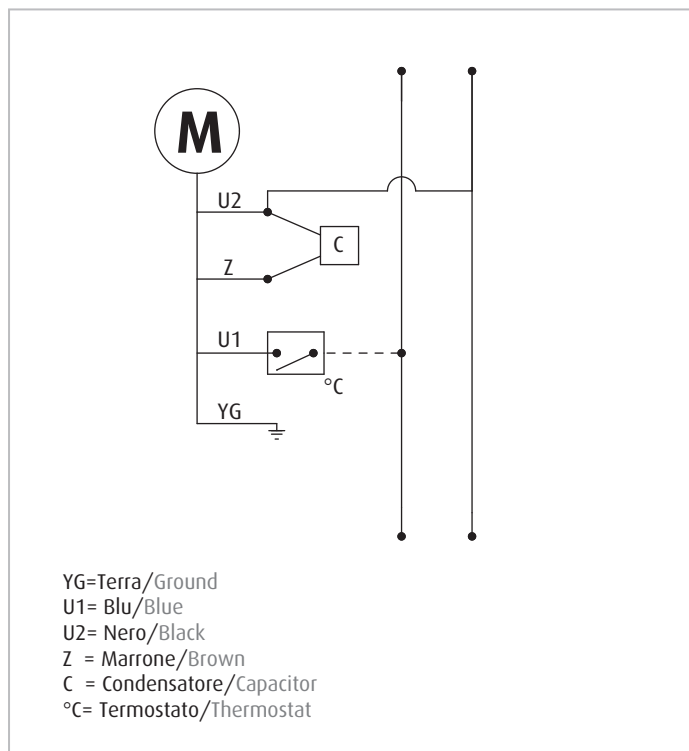 M
U2
C
Z
U1
°C
YG
YG=Terra/Ground
U1= Blu/Blue
U2= Nero/Black
Z = Marrone/Brown
C = Condensatore/Capacitor
°C= Termostato/Thermostat